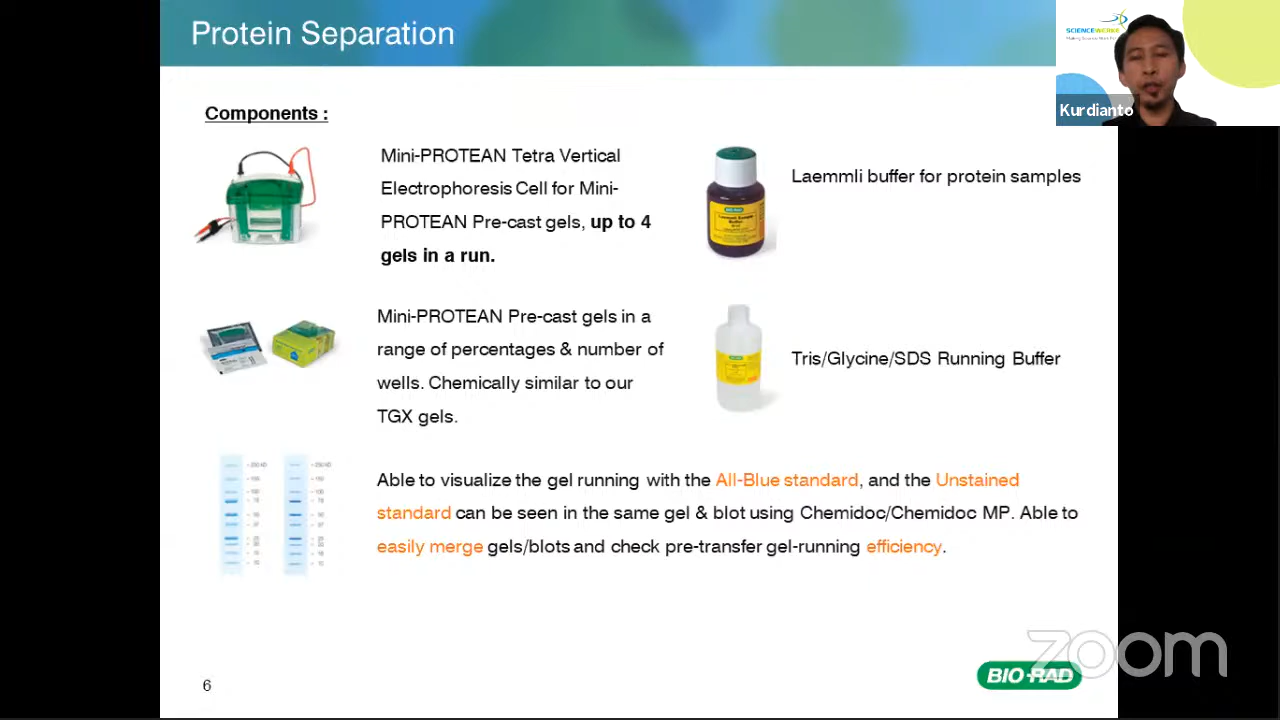 Protein Separation
SCIENCEWERKE
Kurdianto
Components :
Mini-PROTEAN Tetra Vertical
Electrophoresis Cell for Mini-
PROTEAN Pre-cast gels, up to 4
gels in a run.
Laemmli buffer for protein samples
Mini-PROTEAN Pre-cast gels in a
range of percentages & number of
wells. Chemically similar to our
TGX gels.
Tris/Glycine/SDS Running Buffer
Able to visualize the gel running with the All-Blue standard, and the Unstained
standard can be seen in the same gel & blot using Chemidoc/Chemidoc MP. Able to
easily merge gels/blots and check pre-transfer gel-running efficiency.
zoom
BIO-RAD
6